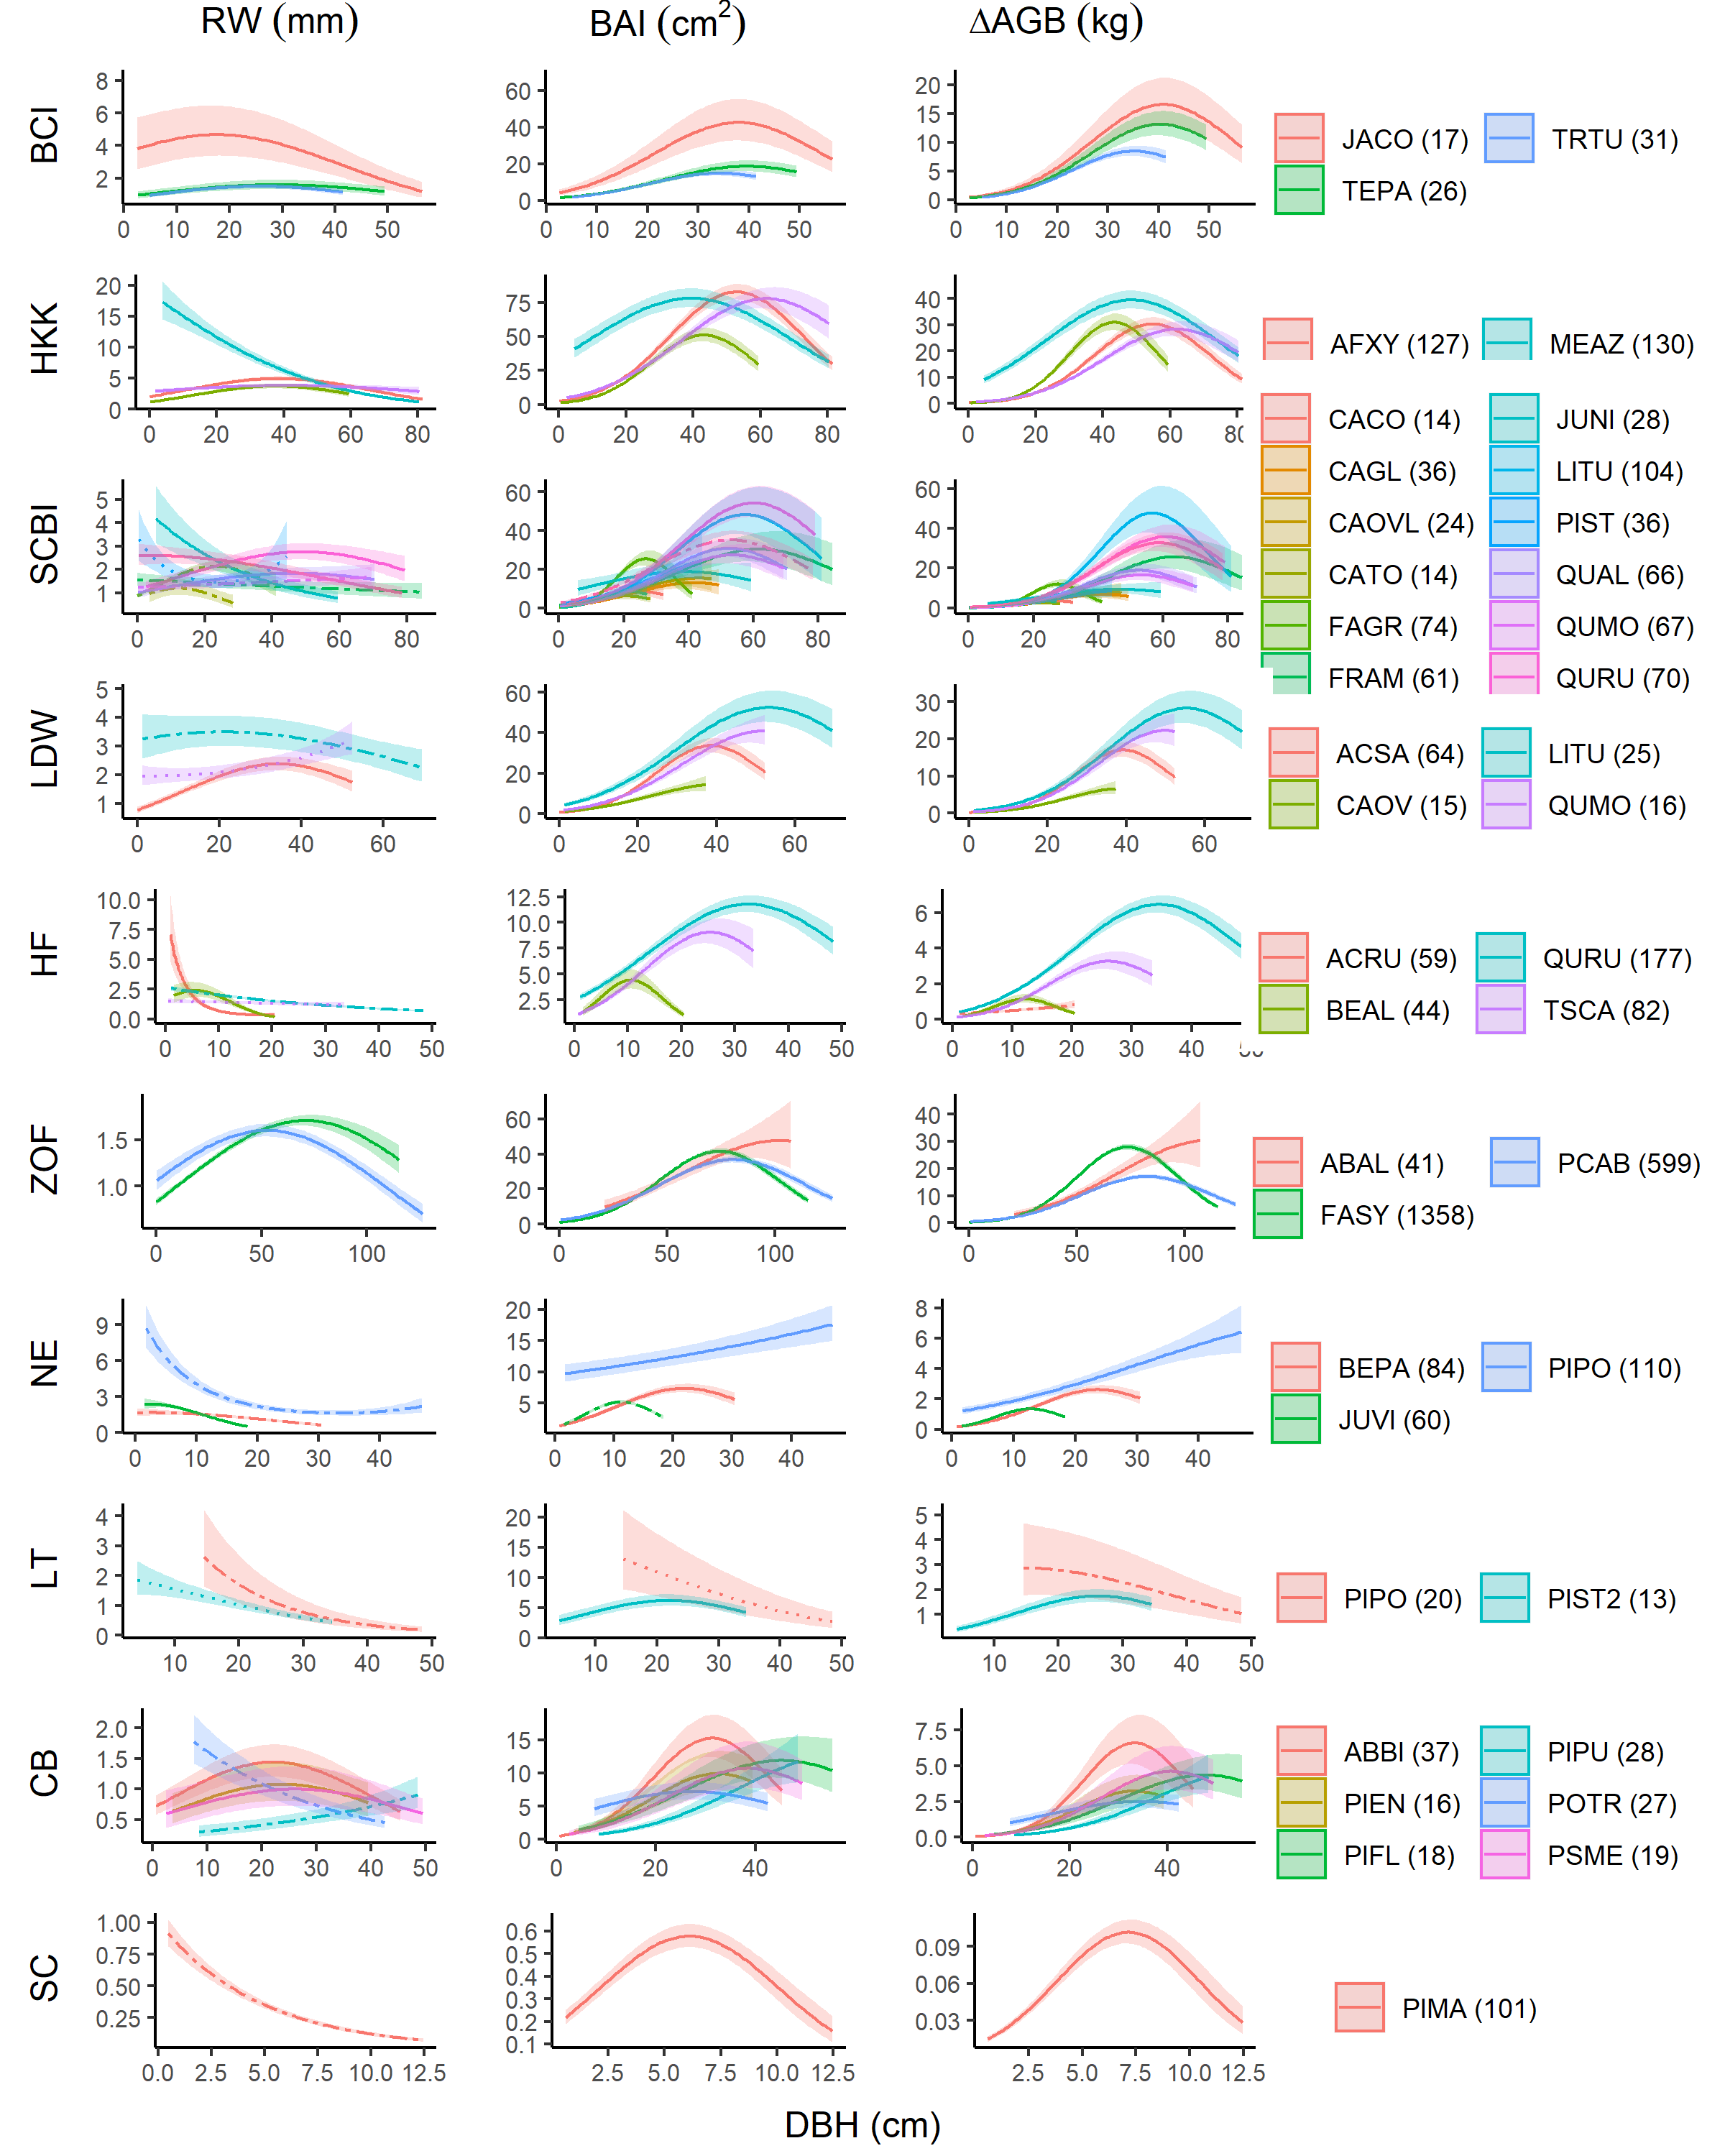 RW (mm) BAI (cm2) ΔAGB (kg)
BCI
8
6
4
2
0 10 20 30 40 50
60
40
20
0
0 10 20 30 40 50
20
15
10
5
0
0 10 20 30 40 50
JACO (17) TRTU (31)
TEPA (26)
HKK
20
15
10
5
0
0 20 40 60 80
75
50
25
0
0 20 40 60 80
40
30
20
10
0
0 20 40 60 80
AFXY (127) MEAZ (130)
SCBI
5
4
3
2
1
0 20 40 60 80
60
40
20
0
0 20 40 60 80
60
40
20
0
0 20 40 60 80
CACO (14) JUNI (28)
CAGL (36) LITU (104)
CAOVL (24) PIST (36)
CATO (14) QUAL (66)
FAGR (74) QUMO (67)
FRAM (61) QURU (70)
LDW
5
4
3
2
1
0 20 40 60
60
40
20
0
0 20 40 60
30
20
10
0
0 20 40 60
ACSA (64) LITU (25)
CAOV (15) QUMO (16)
HF
10.0
7.5
5.0
2.5
0.0
0 10 20 30 40 50
12.5
10.0
7.5
5.0
2.5
0 10 20 30 40 50
6
4
2
0
0 10 20 30 40
ACRU (59) QURU (177)
BEAL (44) TSCA (82)
ZOF
1.5
1.0
0 50 100
60
40
20
0
0 50 100
40
30
20
10
0
0 50 100
ABAL (41) PCAB (599)
FASY (1358)
NE
9
6
3
0
0 10 20 30 40
20
15
10
5
0 10 20 30 40
8
6
4
2
0
0 10 20 30 40
BEPA (84) PIPO (110)
JUVI (60)
LT
4
3
2
1
0
10 20 30 40 50
20
15
10
5
0
10 20 30 40 50
5
4
3
2
1
10 20 30 40 50
PIPO (20) PIST2 (13)
CB
2.0
1.5
1.0
0.5
0 10 20 30 40 50
15
10
5
0
0 20 40
7.5
5.0
2.5
0.0
0 20 40
ABBI (37) PIPU (28)
PIEN (16) POTR (27)
PIFL (18) PSME (19)
SC
1.00
0.75
0.50
0.25
0.0 2.5 5.0 7.5 10.0 12.5
0.6
0.5
0.4
0.3
0.2
0.1
2.5 5.0 7.5 10.0 12.5
0.09
0.06
0.03
2.5 5.0 7.5 10.0 12.5
PIMA (101)
DBH (cm)